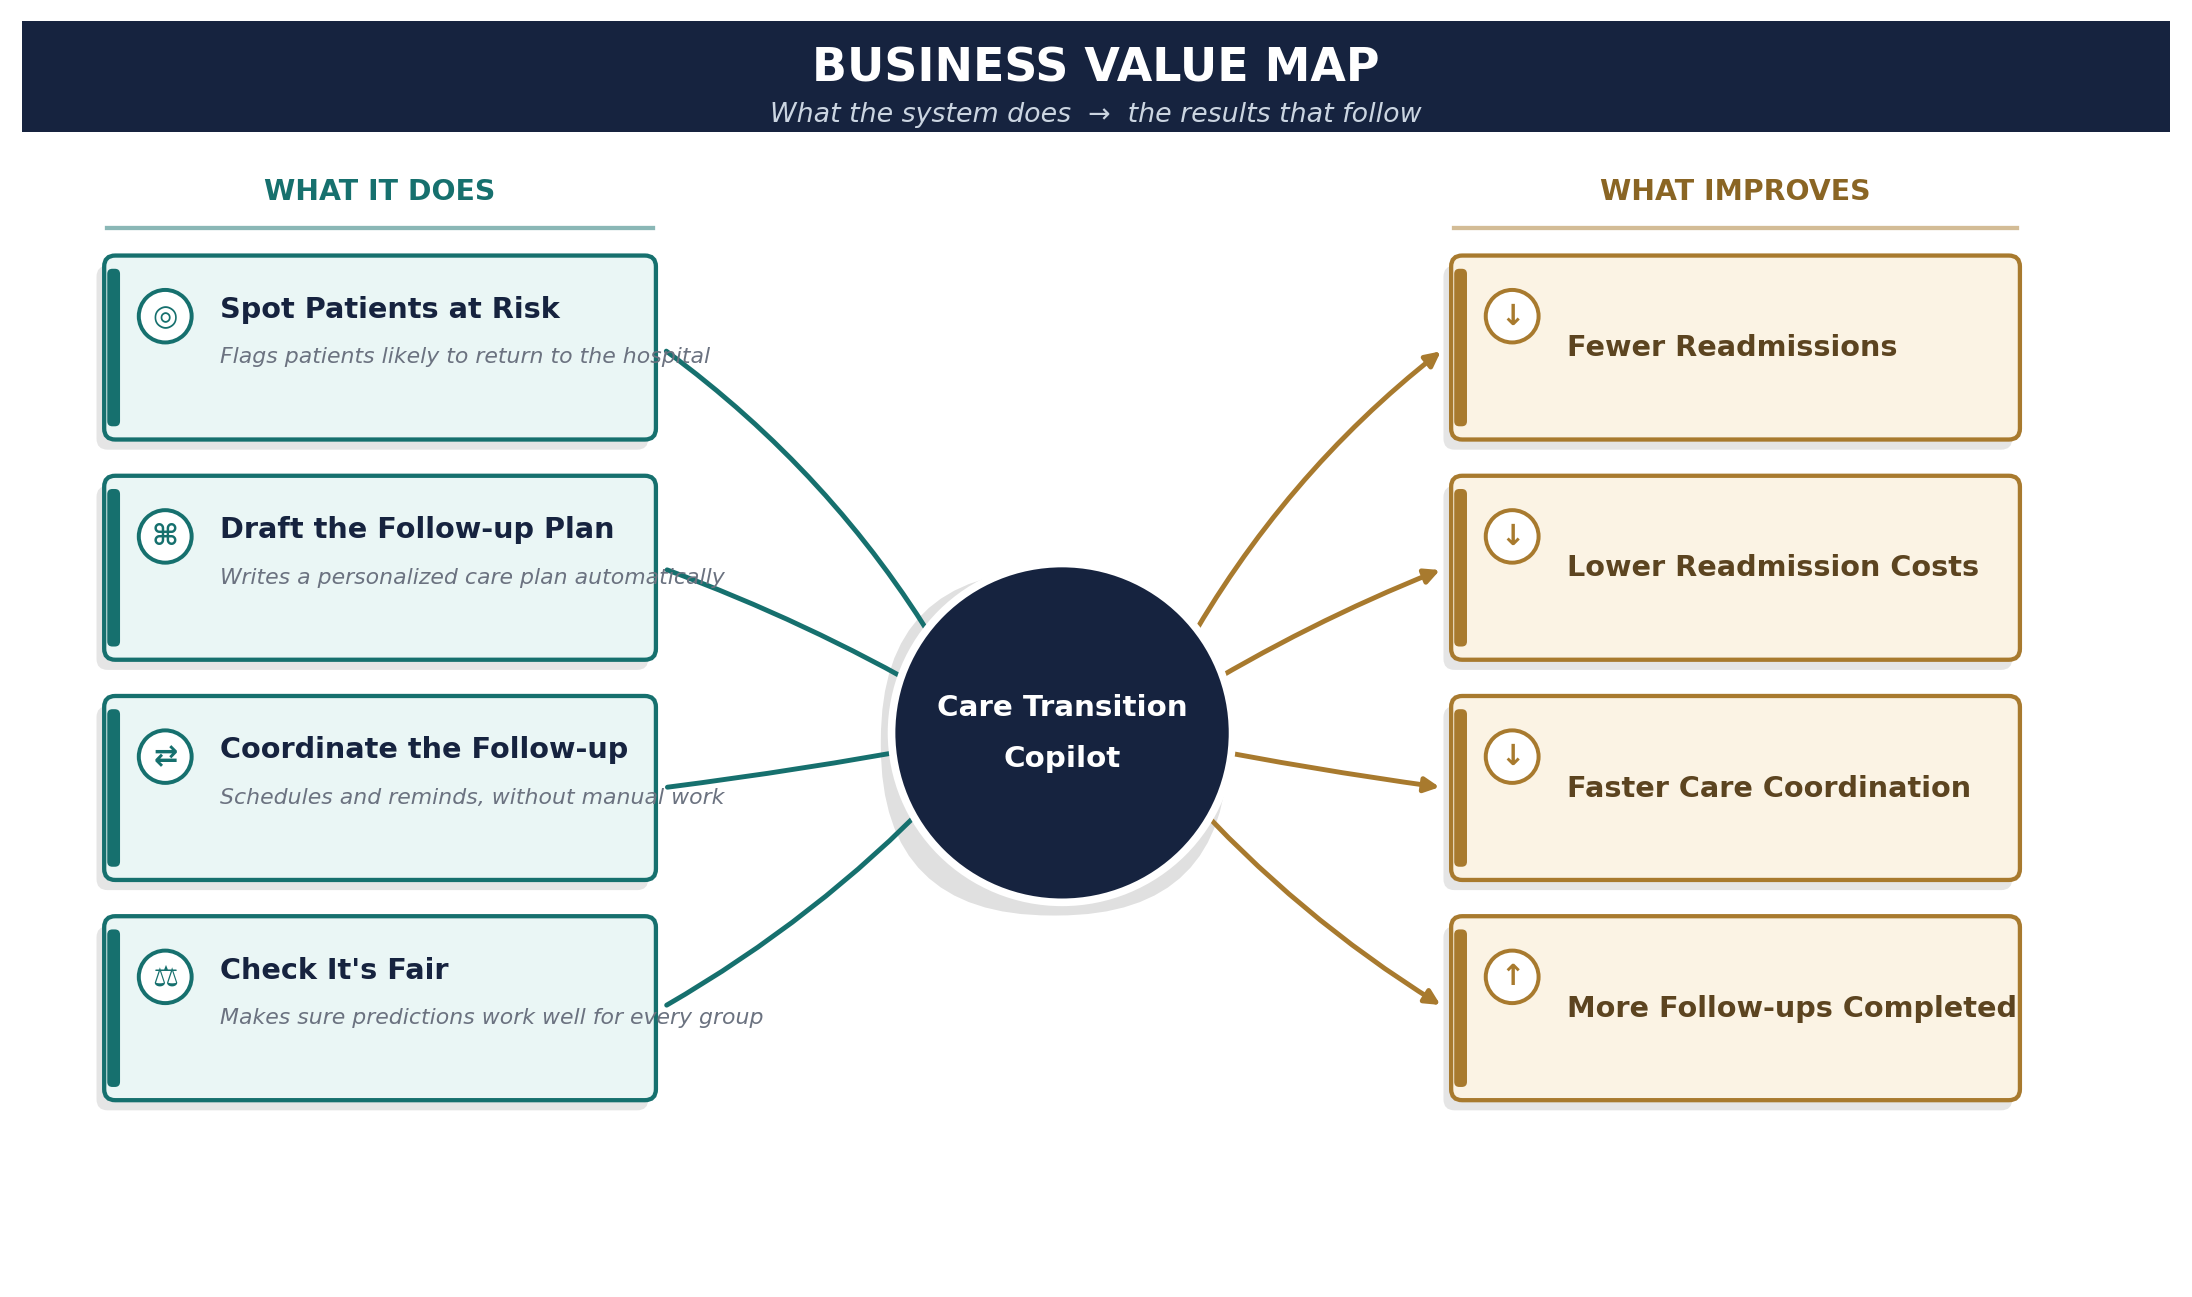 BUSINESS VALUE MAP
What the system does → the results that follow
WHAT IT DOES
Spot Patients at Risk
Flags patients likely to return to the hospital
Draft the Follow-up Plan
Writes a personalized care plan automatically
Coordinate the Follow-up
Schedules and reminds, without manual work
Check It's Fair
Makes sure predictions work well for every group
Care Transition
Copilot
WHAT IMPROVES
Fewer Readmissions
Lower Readmission Costs
Faster Care Coordination
More Follow-ups Completed